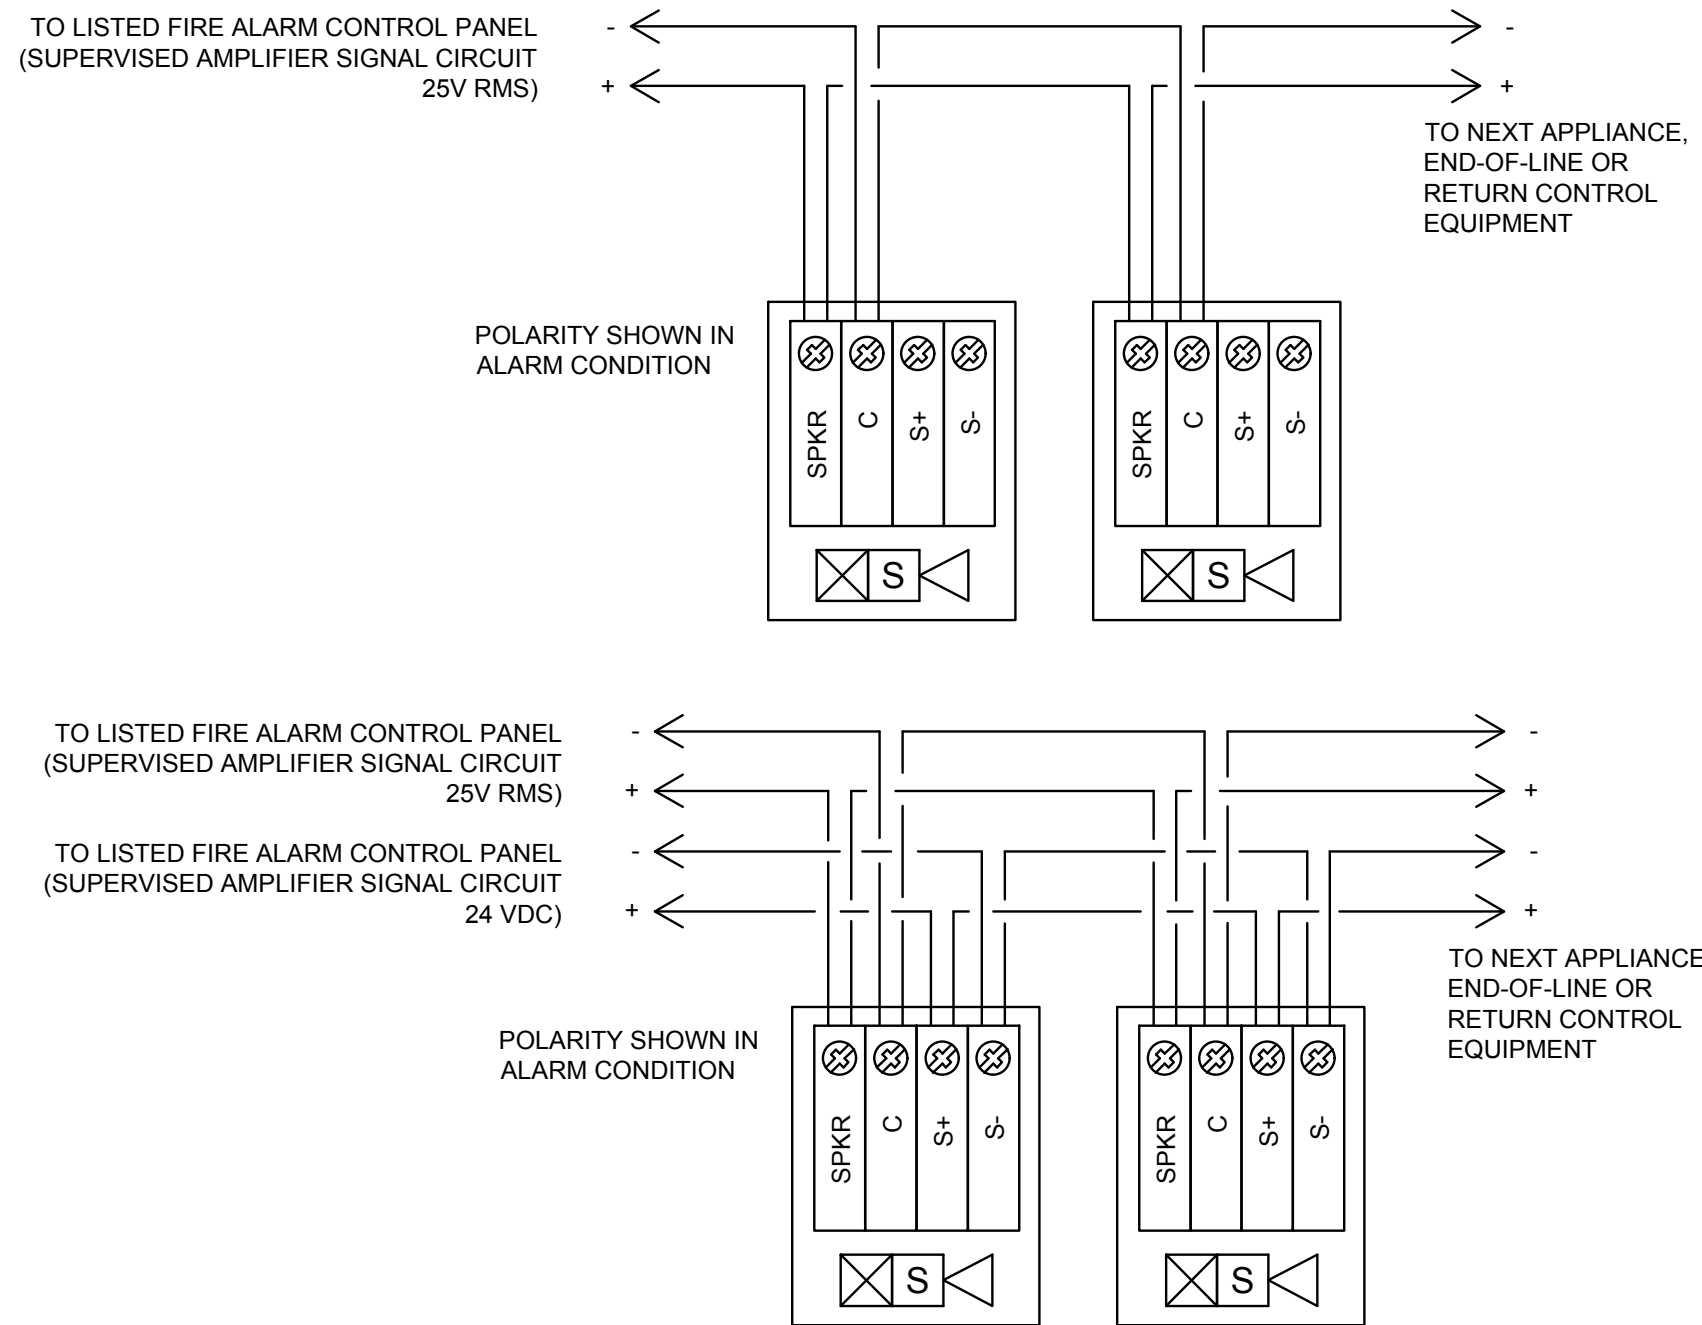 TO LISTED FIRE ALARM CONTROL PANEL
(SUPERVISED AMPLIFIER SIGNAL CIRCUIT
25V RMS)
-
+
-
+
TO NEXT APPLIANCE,
END-OF-LINE OR
RETURN CONTROL
EQUIPMENT
POLARITY SHOWN IN
ALARM CONDITION
SPKR
C
S+
S-
S
SPKR
C
S+
S-
S
TO LISTED FIRE ALARM CONTROL PANEL
(SUPERVISED AMPLIFIER SIGNAL CIRCUIT
25V RMS)
-
+
-
+
TO LISTED FIRE ALARM CONTROL PANEL
(SUPERVISED AMPLIFIER SIGNAL CIRCUIT
24 VDC)
-
+
-
+
TO NEXT APPLIANCE
END-OF-LINE OR
RETURN CONTROL
EQUIPMENT
POLARITY SHOWN IN
ALARM CONDITION
SPKR
C
S+
S-
S
SPKR
C
S+
S-
S